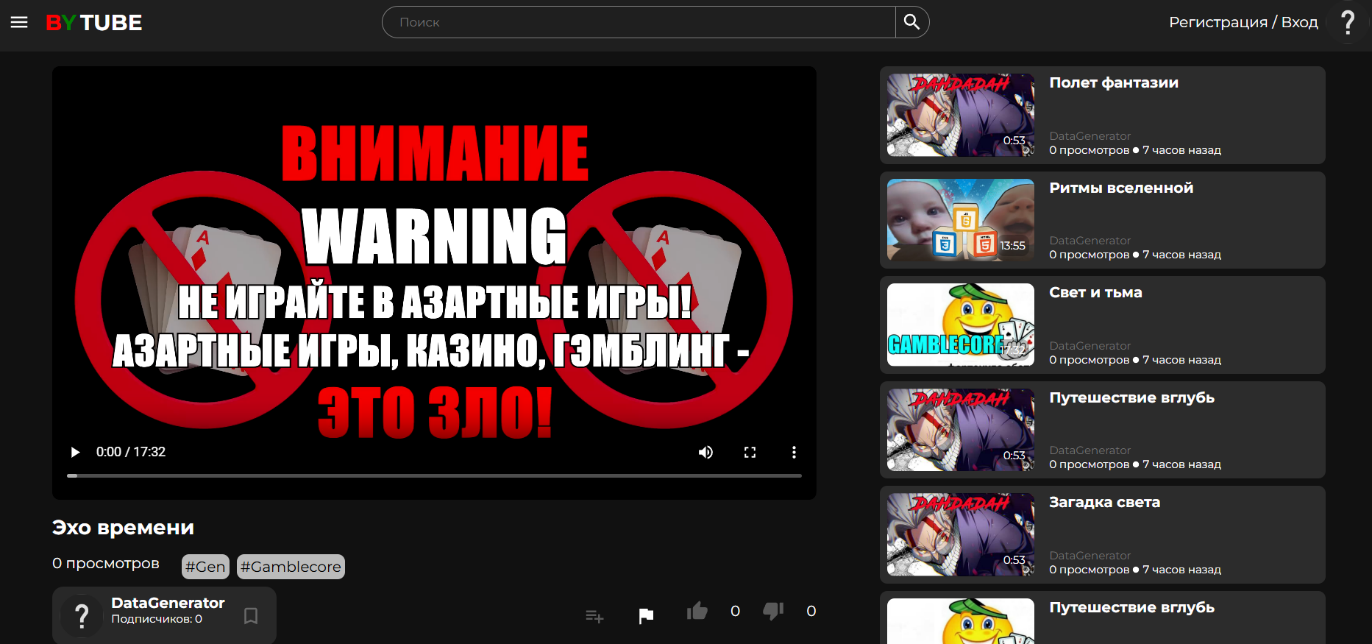 BYTUBE
Поиск
Регистрация / Вход
?
ВНИМАНИЕ
WARNING
НЕ ИГРАЙТЕ В АЗАРТНЫЕ ИГРЫ!
АЗАРТНЫЕ ИГРЫ, КАЗИНО, ГЭМБЛИНГ -
ЭТО ЗЛО!
A
A
0:00 / 17:32
Эхо времени
0 просмотров
#Gen
#Gamblecore
?
DataGenerator
Подписчиков: 0
0
0
DANDADAN
0:53
Полет фантазии
DataGenerator
0 просмотров ● 7 часов назад
13:55
Ритмы вселенной
DataGenerator
0 просмотров ● 7 часов назад
GAMBLECORE
17:32
Свет и тьма
DataGenerator
0 просмотров ● 7 часов назад
DANDADAN
0:53
Путешествие вглубь
DataGenerator
0 просмотров ● 7 часов назад
DANDADAN
0:53
Загадка света
DataGenerator
0 просмотров ● 7 часов назад
Путешествие вглубь